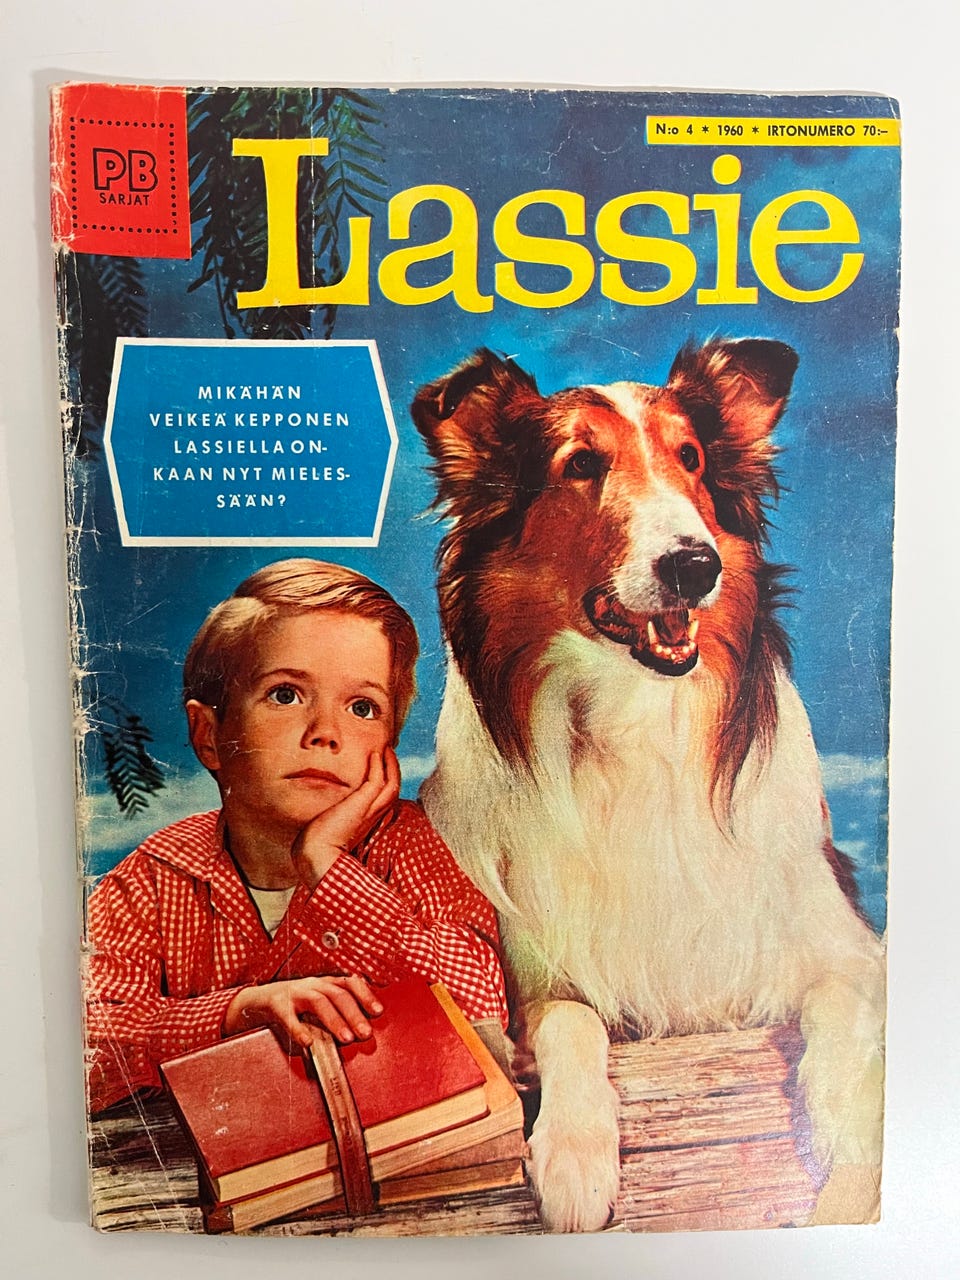 PB
SARJAT
N:o 4 * 1960 * IRTONUMERO 70:–
Lassie
MIKÄHÄN
VEIKEÄ KEPPONEN
LASSIELLA ON-
KAAN NYT MIELES-
SÄÄN?